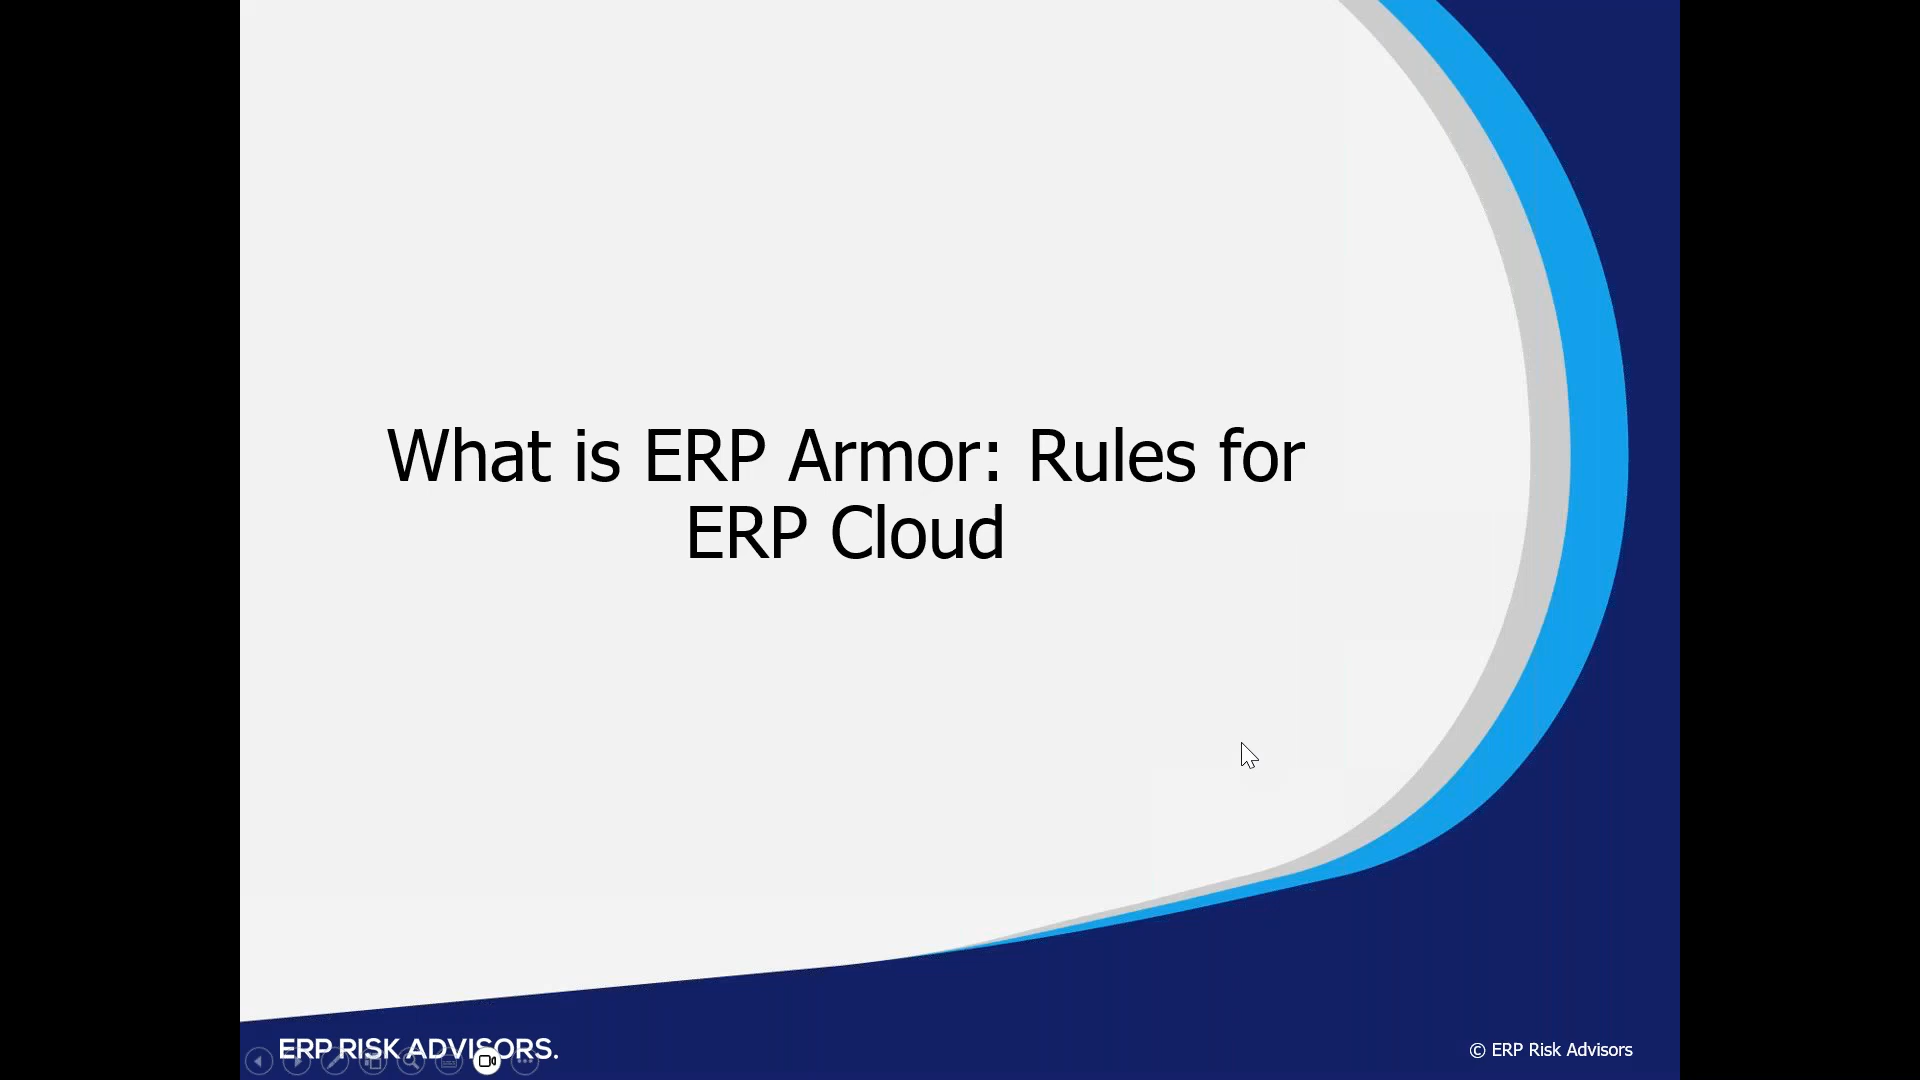 What is ERP Armor: Rules for
ERP Cloud
ERP RISK ADVISORS.
© ERP Risk Advisors